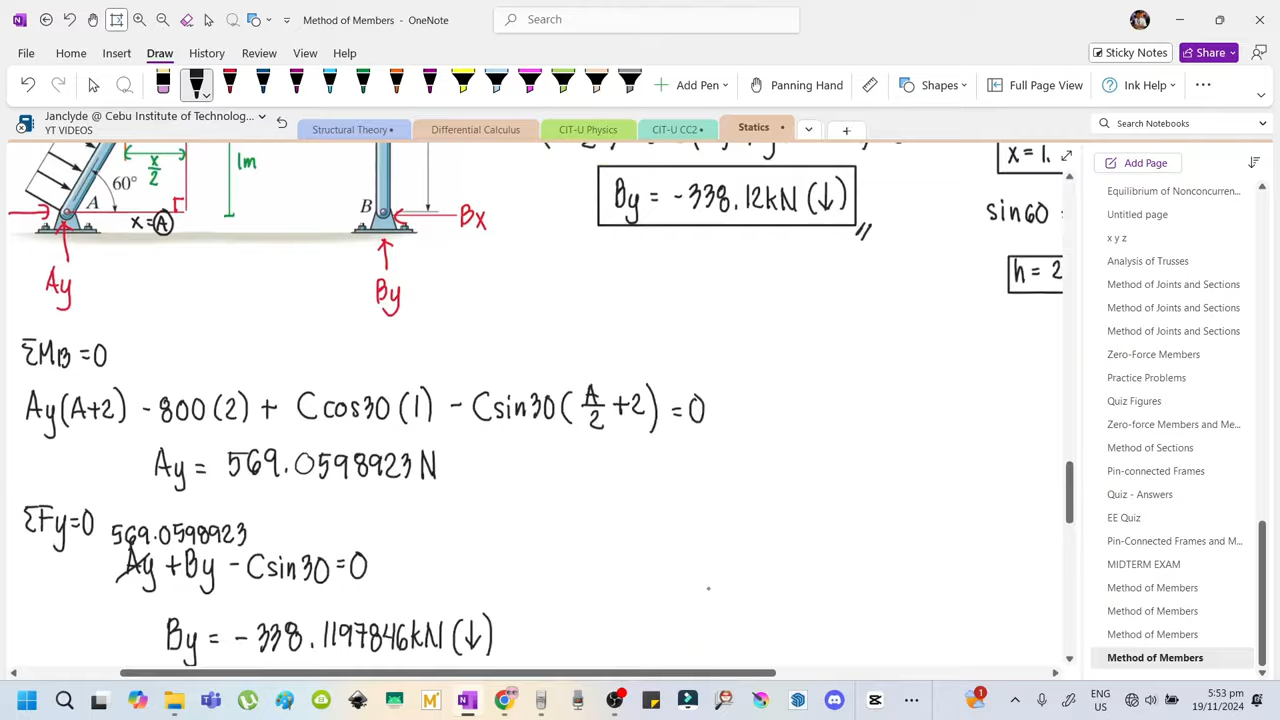 Method of Members - OneNote
Search
File Home Insert Draw History Review View Help
Sticky Notes Share
Add Pen Panning Hand Shapes Full Page View Ink Help
Janclyde @ Cebu Institute of Technolog...
YT VIDEOS
Structural Theory Differential Calculus CIT-U Physics CIT-U CC2 Statics
Search Notebooks
Add Page
Equilibrium of Nonconcurren...
Untitled page
x y z
Analysis of Trusses
Method of Joints and Sections
Method of Joints and Sections
Method of Joints and Sections
Zero-Force Members
Practice Problems
Quiz Figures
Zero-force Members and Me...
Method of Sections
Pin-connected Frames
Quiz - Answers
EE Quiz
Pin-Connected Frames and M...
MIDTERM EXAM
Method of Members
Method of Members
Method of Members
Method of Members
x/2
1m
60°
A
x=A
B
Bx
Ay
By
By = -338.12kN (↓)
x=1.
sin60
h = 2
ΣMB =0
Ay(A+2) -800(2) + Ccos30(1) - Csin30(A/2 +2) =0
Ay = 569.0598923N
ΣFy=0
569.0598923
Ay +By -Csin30=0
By = -338.1197846kN(↓)
1
ENG
US
5:53 pm
19/11/2024